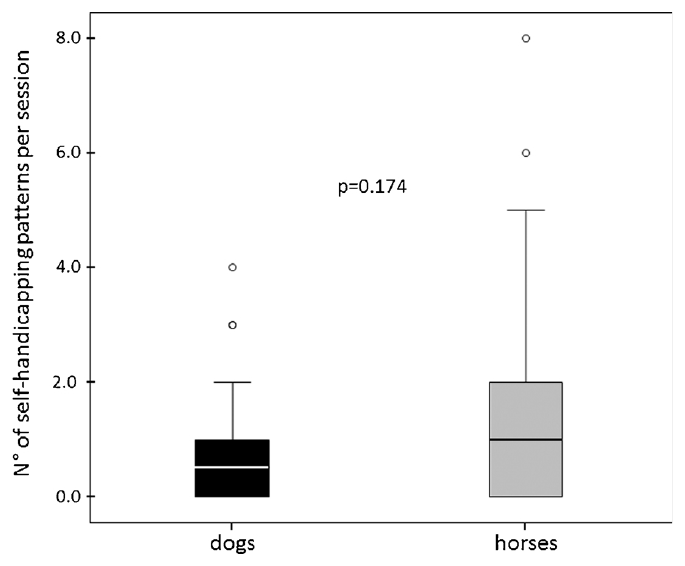 N° of self-handicapping patterns per session
8.0
6.0
4.0
2.0
0.0
p=0.174
dogs
horses